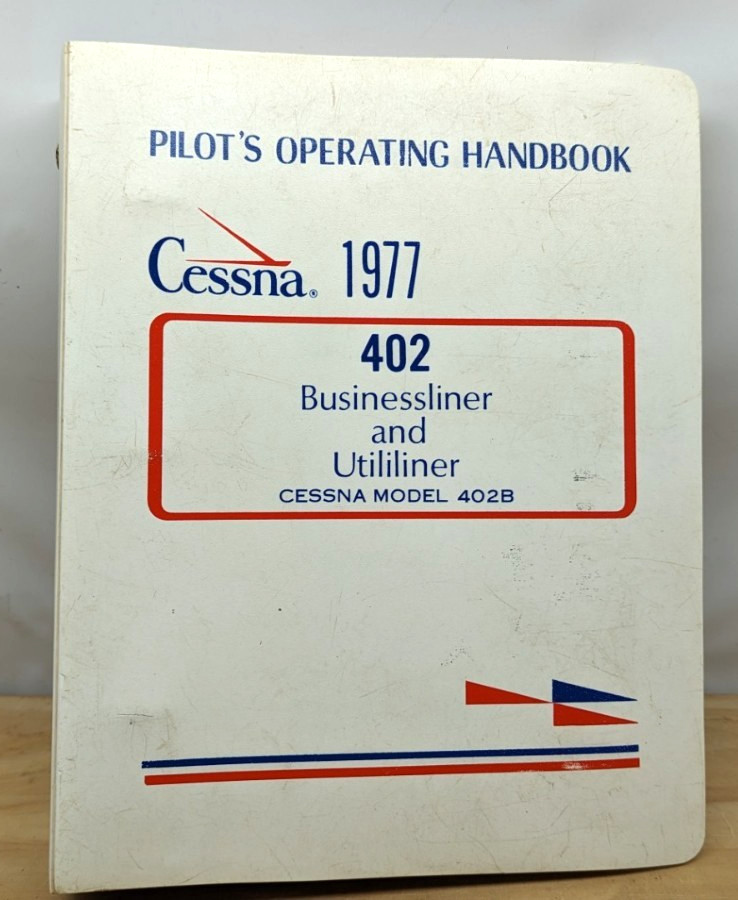 PILOT'S OPERATING HANDBOOK
Cessna® 1977
402
Businessliner
and
Utililiner
CESSNA MODEL 402B